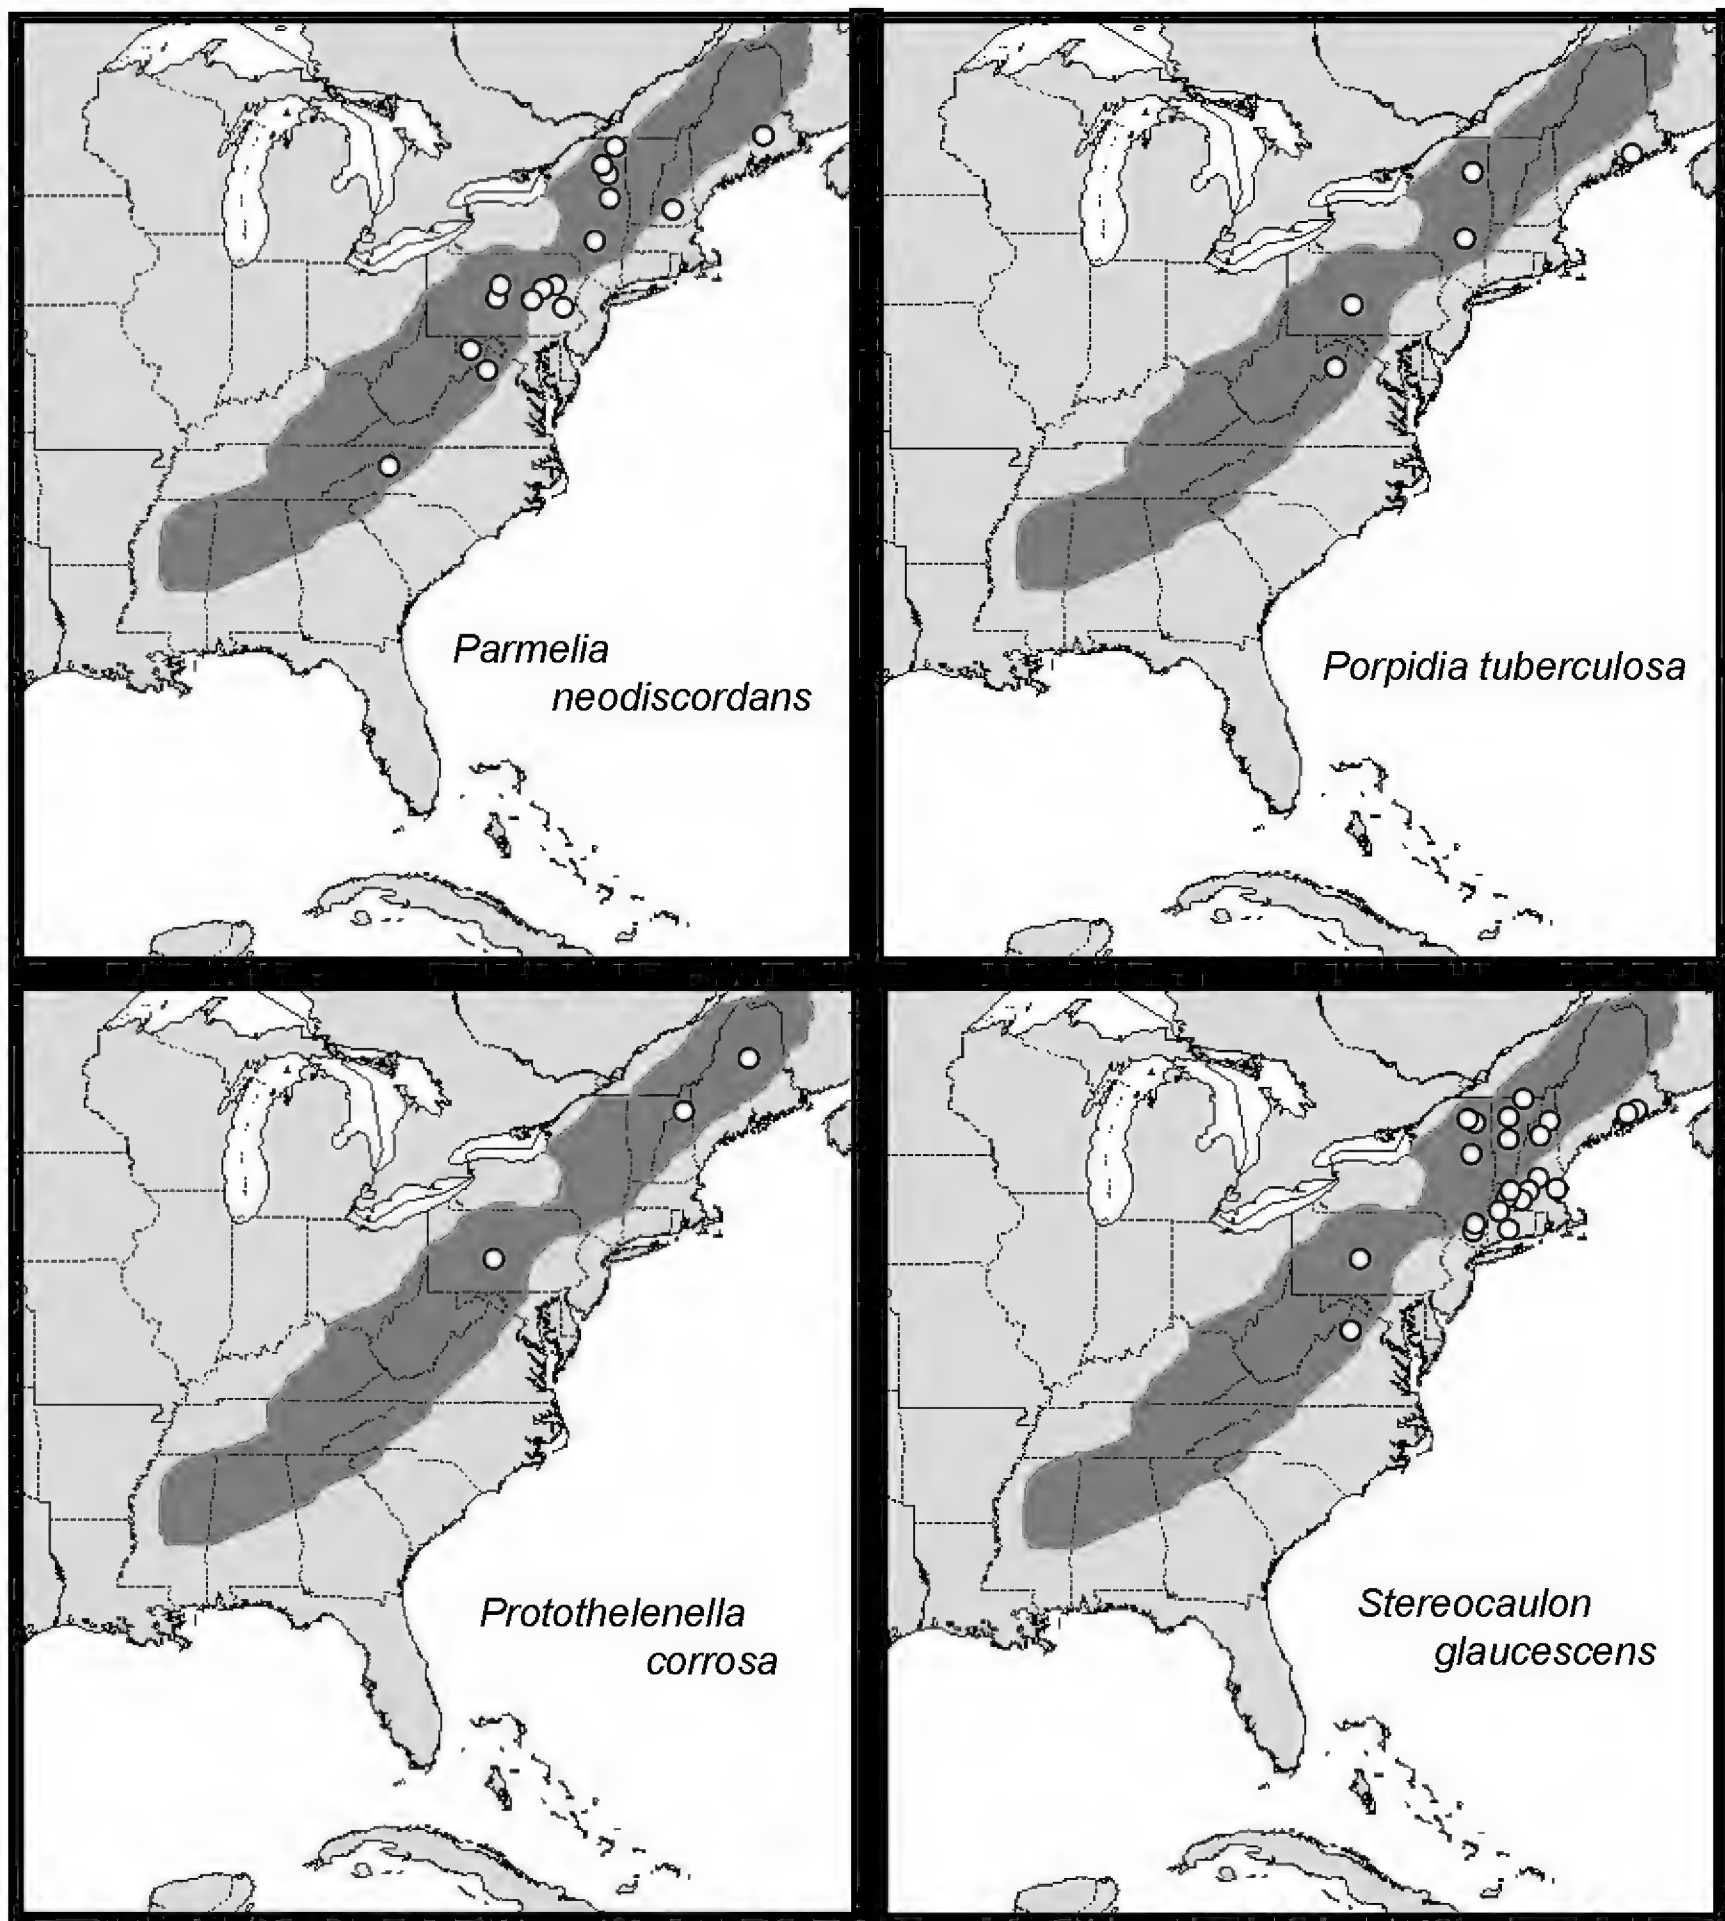 Parmelia
neodiscordans
Porpidia tuberculosa
Protothelenella
corrosa
Stereocaulon
glaucescens